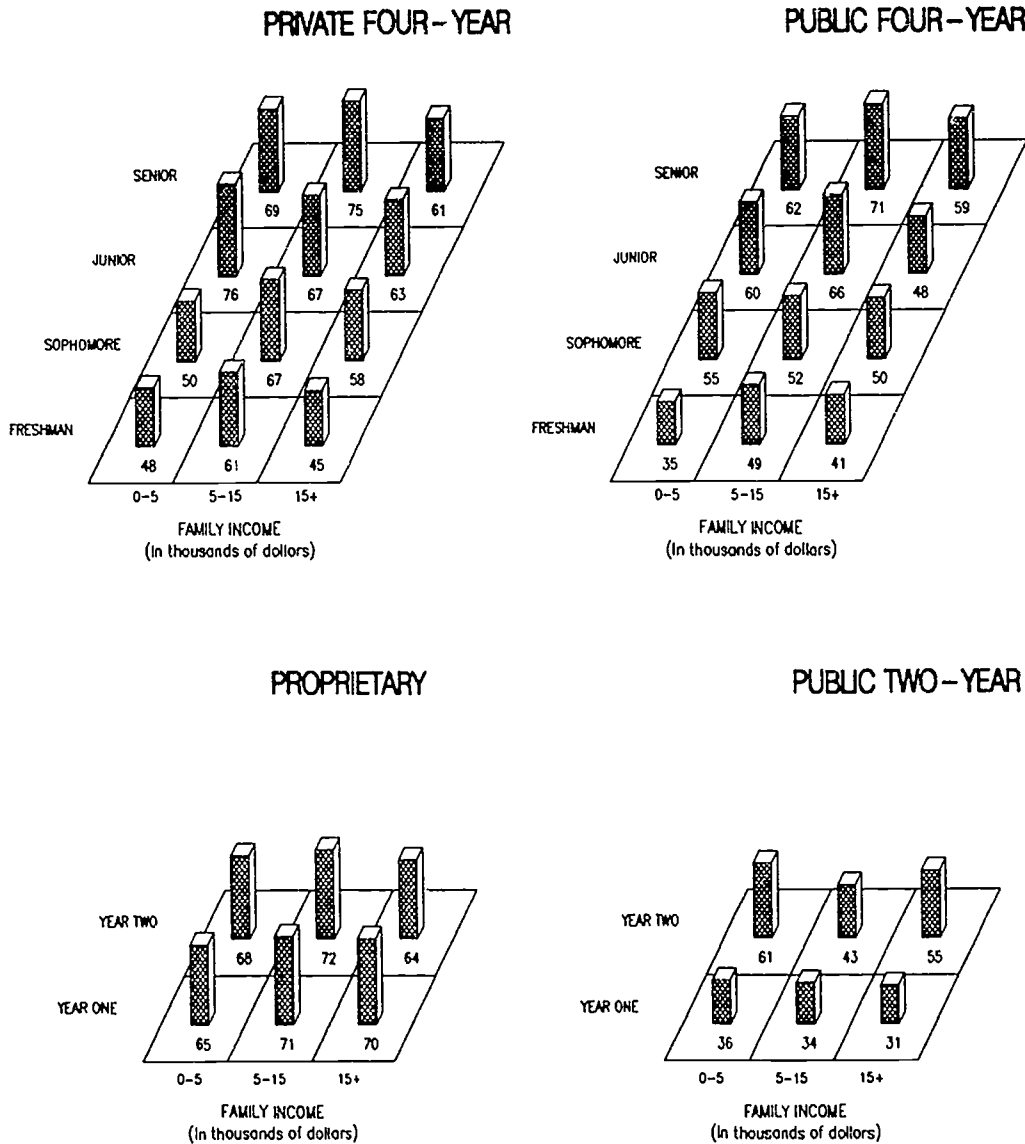 PRIVATE FOUR-YEAR
SENIOR
69 75 61
JUNIOR
76 67 63
SOPHOMORE
50 67 58
FRESHMAN
48 61 45
0-5 5-15 15+
FAMILY INCOME
(In thousands of dollars)
PUBLIC FOUR-YEAR
SENIOR
62 71 59
JUNIOR
60 66 48
SOPHOMORE
55 52 50
FRESHMAN
35 49 41
0-5 5-15 15+
FAMILY INCOME
(In thousands of dollars)
PROPRIETARY
YEAR TWO
68 72 64
YEAR ONE
65 71 70
0-5 5-15 15+
FAMILY INCOME
(In thousands of dollars)
PUBLIC TWO-YEAR
YEAR TWO
61 43 55
YEAR ONE
36 34 31
0-5 5-15 15+
FAMILY INCOME
(In thousands of dollars)